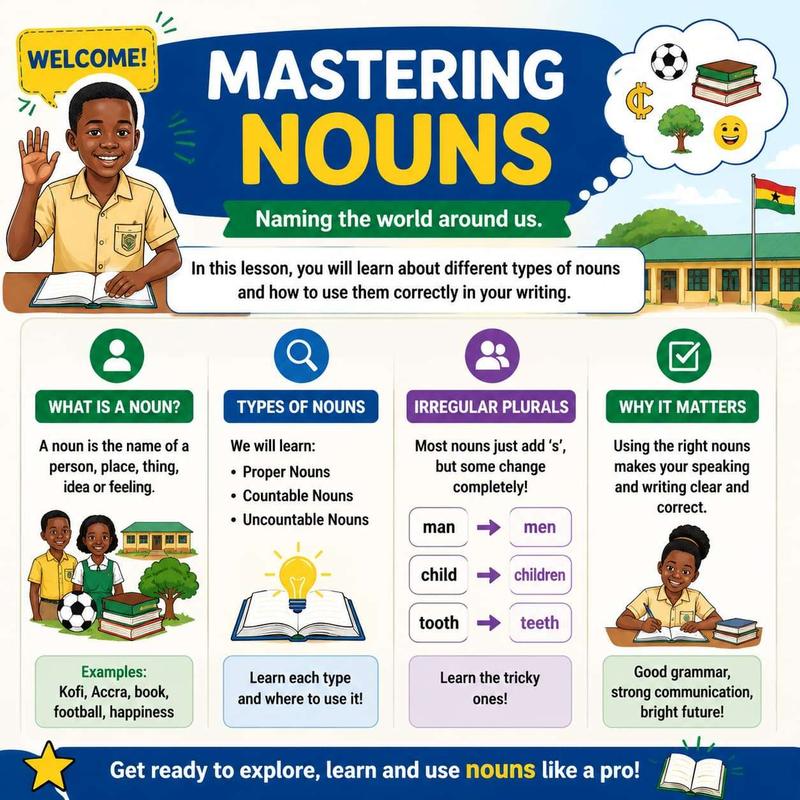 WELCOME!
MASTERING
NOUNS
Naming the world around us.
In this lesson, you will learn about different types of nouns
and how to use them correctly in your writing.
WHAT IS A NOUN?
A noun is the name of a
person, place, thing,
idea or feeling.
Examples:
Kofi, Accra, book,
football, happiness
TYPES OF NOUNS
We will learn:
• Proper Nouns
• Countable Nouns
• Uncountable Nouns
Learn each type
and where to use it!
IRREGULAR PLURALS
Most nouns just add ‘s’,
but some change
completely!
man → men
child → children
tooth → teeth
Learn the tricky
ones!
WHY IT MATTERS
Using the right nouns
makes your speaking
and writing clear and
correct.
Good grammar,
strong communication,
bright future!
Get ready to explore, learn and use nouns like a pro!